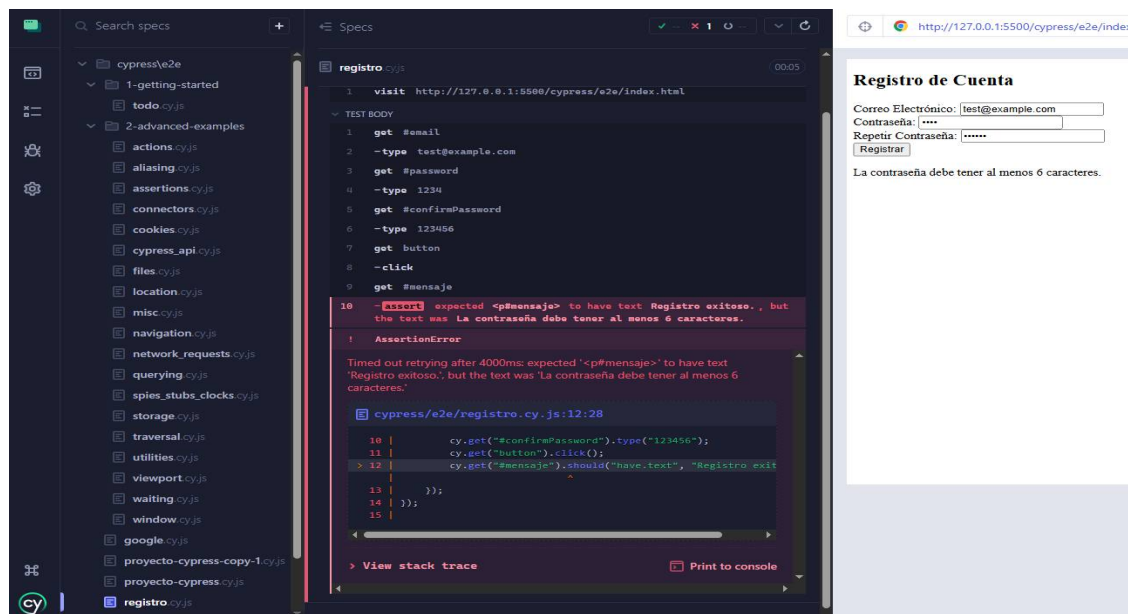 Search specs
+
cypress\e2e
1-getting-started
todo.cy.js
2-advanced-examples
actions.cy.js
aliasing.cy.js
assertions.cy.js
connectors.cy.js
cookies.cy.js
cypress_api.cy.js
files.cy.js
location.cy.js
misc.cy.js
navigation.cy.js
network_requests.cy.js
querying.cy.js
spies_stubs_clocks.cy.js
storage.cy.js
traversal.cy.js
utilities.cy.js
viewport.cy.js
waiting.cy.js
window.cy.js
google.cy.js
proyecto-cypress-copy-1.cy.js
proyecto-cypress.cy.js
registro.cy.js
cy
Specs
✓ -- ✕ 1 --
registro.cy.js 00:05
1 visit http://127.0.0.1:5500/cypress/e2e/index.html
TEST BODY
1 get #email
2 -type test@example.com
3 get #password
4 -type 1234
5 get #confirmPassword
6 -type 123456
7 get button
8 -click
9 get #mensaje
10 -assert expected <p#mensaje> to have text Registro exitoso. , but
the text was La contraseña debe tener al menos 6 caracteres.
! AssertionError
Timed out retrying after 4000ms: expected '<p#mensaje>' to have text
'Registro exitoso.', but the text was 'La contraseña debe tener al menos 6
caracteres.'
cypress/e2e/registro.cy.js:12:28
10 | cy.get("#confirmPassword").type("123456");
11 | cy.get("button").click();
> 12 | cy.get("#mensaje").should("have.text", "Registro exit
| ^
13 | });
14 | });
15 |
> View stack trace
Print to console
http://127.0.0.1:5500/cypress/e2e/index
Registro de Cuenta
Correo Electrónico: test@example.com
Contraseña: ••••
Repetir Contraseña: ••••••
Registrar
La contraseña debe tener al menos 6 caracteres.